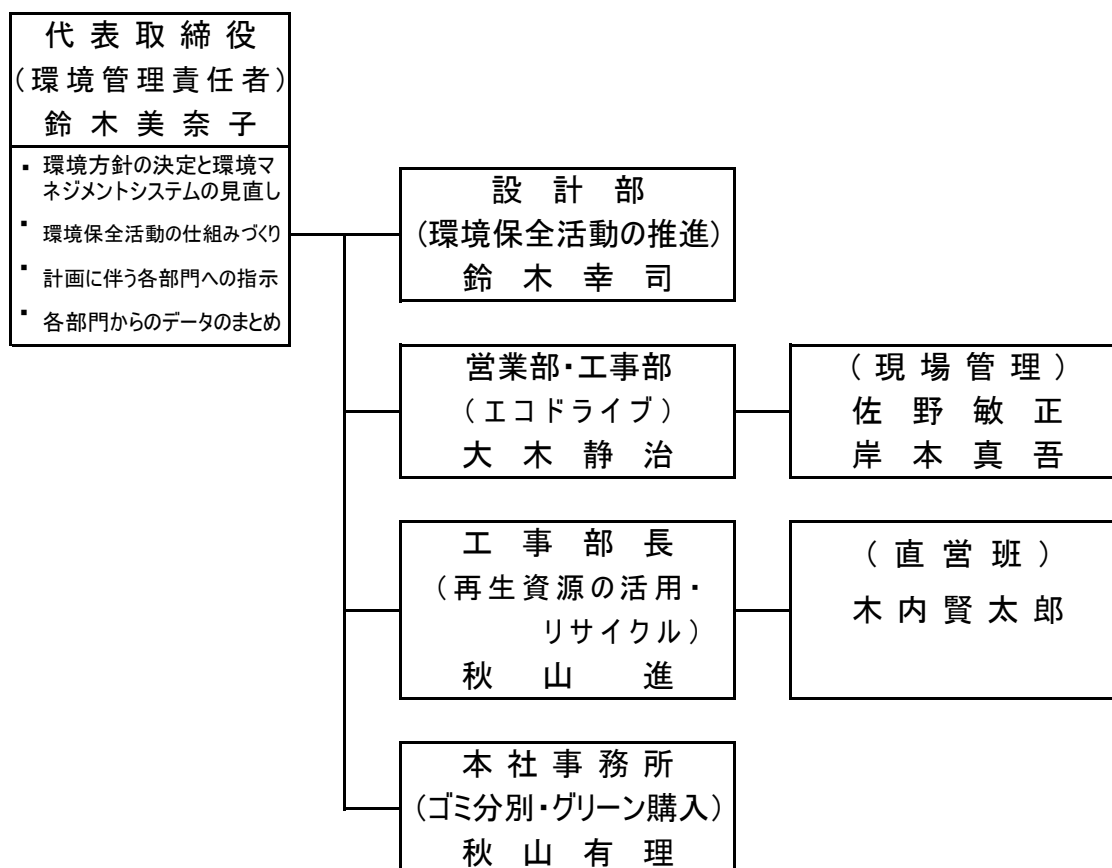 代表取締役
(環境管理責任者)
鈴木美奈子
▪ 環境方針の決定と環境マ
ネジメントシステムの見直し
▪ 環境保全活動の仕組みづくり
▪ 計画に伴う各部門への指示
▪ 各部門からのデータのまとめ
設計部
(環境保全活動の推進)
鈴木幸司
営業部・工事部
(エコドライブ)
大木静治
(現場管理)
佐野敏正
岸本真吾
工事部長
(再生資源の活用・
リサイクル)
秋山進
(直営班)
木内賢太郎
本社事務所
(ゴミ分別・グリーン購入)
秋山有理